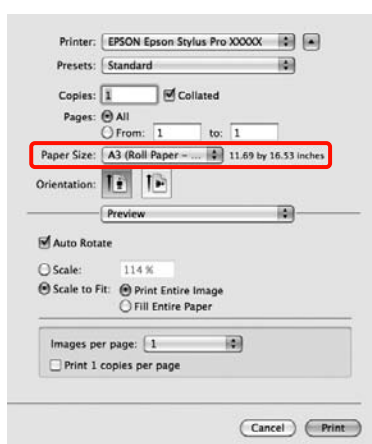 Printer: EPSON Epson Stylus Pro XXXXX
Presets: Standard
Copies: 1 Collated
Pages: All
From: 1 to: 1
Paper Size: A3 (Roll Paper – ... 11.69 by 16.53 inches
Orientation:
Preview
Auto Rotate
Scale: 114 %
Scale to Fit: Print Entire Image
Fill Entire Paper
Images per page: 1
Print 1 copies per page
Cancel Print